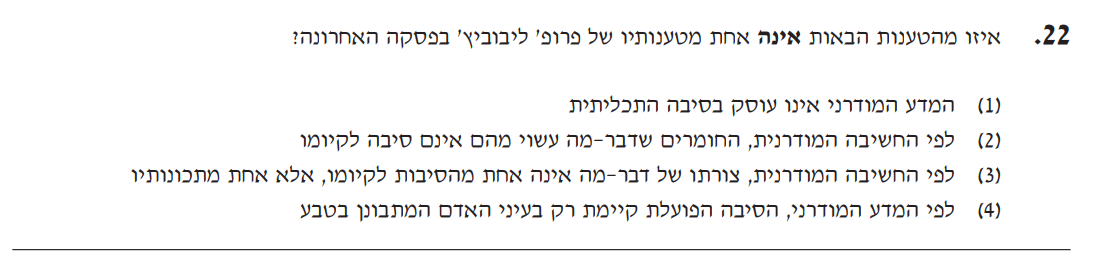 22. איזו מהטענות הבאות אינה אחת מטענותיו של פרופ' ליבוביץ' בפסקה האחרונה?
(1) המדע המודרני אינו עוסק בסיבה התכליתית
(2) לפי החשיבה המודרנית, החומרים שדבר-מה עשוי מהם אינם סיבה לקיומו
(3) לפי החשיבה המודרנית, צורתו של דבר-מה אינה אחת מהסיבות לקיומו, אלא אחת מתכונותיו
(4) לפי המדע המודרני, הסיבה הפועלת קיימת רק בעיני האדם המתבונן בטבע